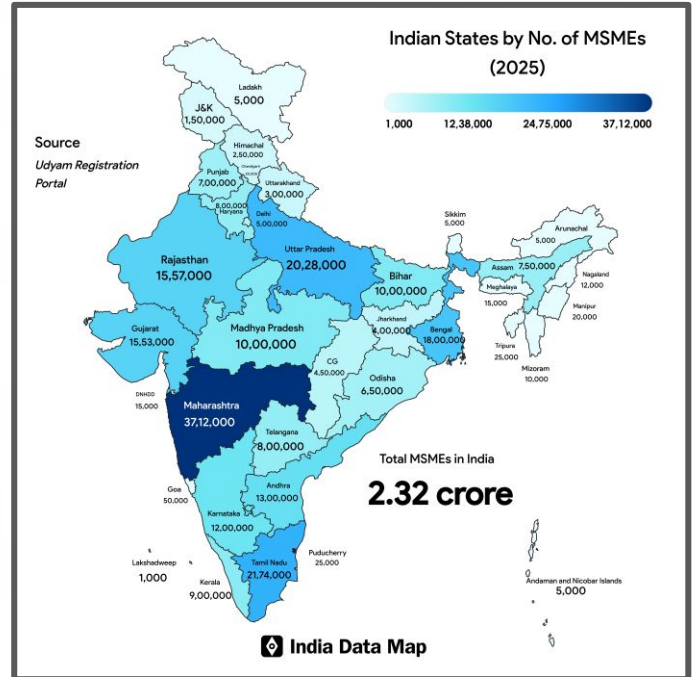 Indian States by No. of MSMEs
(2025)
1,000
12,38,000
24,75,000
37,12,000
Source
Udyam Registration
Portal
Ladakh
5,000
J&K
1,50,000
Himachal
2,50,000
Chandigarh
Punjab
7,00,000
Uttarakhand
3,00,000
8,00,000
Haryana
Delhi
5,00,000
Rajasthan
15,57,000
Uttar Pradesh
20,28,000
Sikkim
5,000
Arunachal
5,000
Assam
7,50,000
Nagaland
12,000
Meghalaya
15,000
Manipur
20,000
Tripura
25,000
Mizoram
10,000
Bihar
10,00,000
Jharkhand
4,00,000
Bengal
18,00,000
Gujarat
15,53,000
Madhya Pradesh
10,00,000
CG
4,50,000
Odisha
6,50,000
DNHDD
15,000
Maharashtra
37,12,000
Telangana
8,00,000
Total MSMEs in India
2.32 crore
Goa
50,000
Andhra
13,00,000
Karnataka
12,00,000
Lakshadweep
1,000
Kerala
9,00,000
Tamil Nadu
21,74,000
Puducherry
25,000
Andaman and Nicobar Islands
5,000
India Data Map